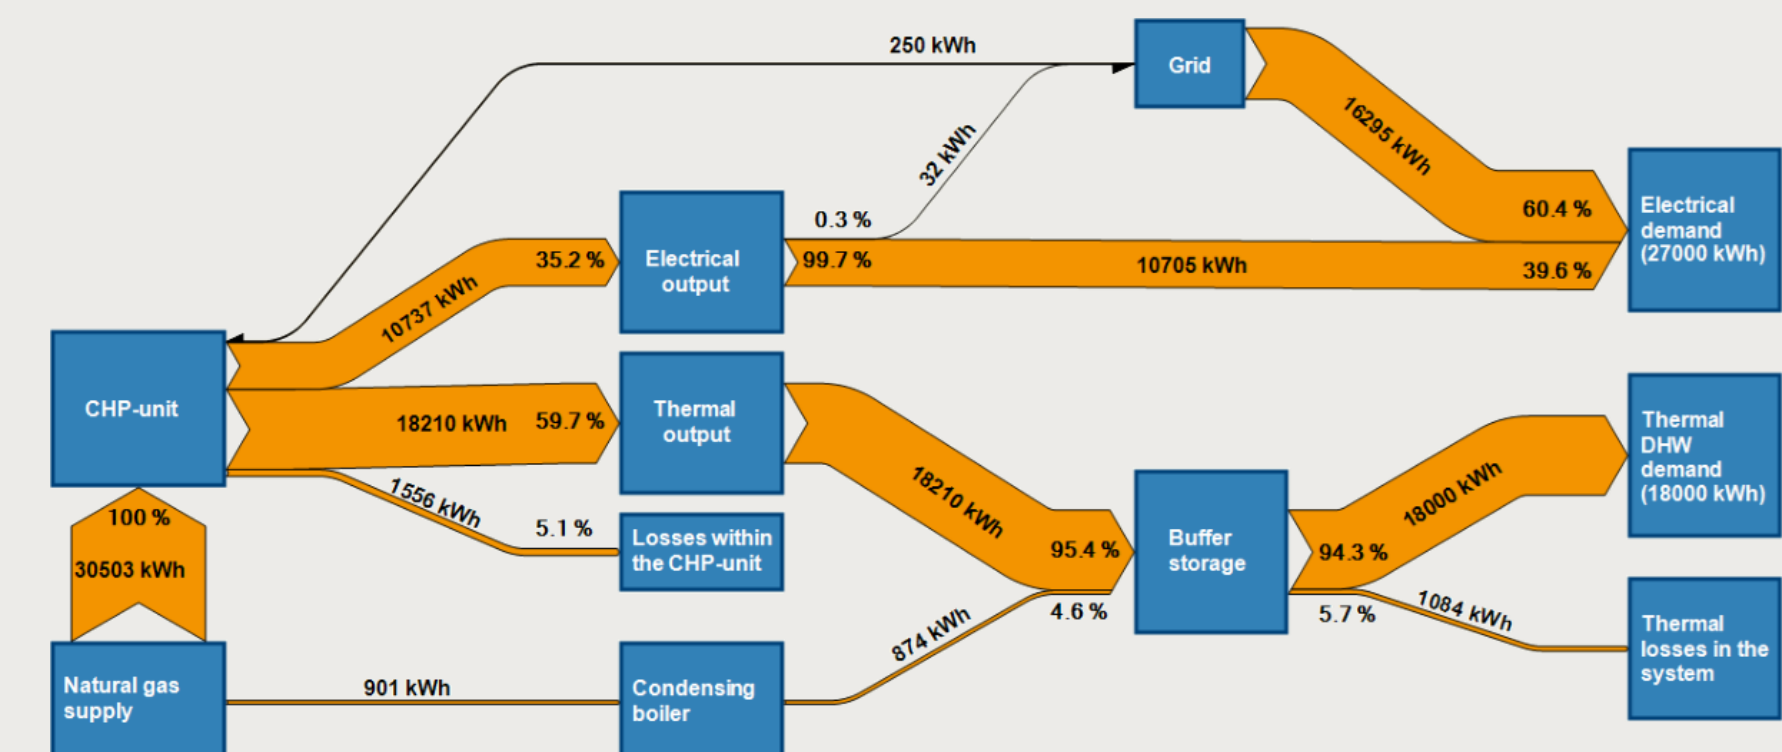 250 kWh
Grid
16295 kWh
32 kWh
0.3 %
60.4 %
Electrical
demand
(27000 kWh)
35.2 %
Electrical
output
99.7 %
10705 kWh
39.6 %
10737 kWh
CHP-unit
18210 kWh
59.7 %
Thermal
output
Thermal
DHW
demand
(18000 kWh)
18210 kWh
18000 kWh
1556 kWh
5.1 %
Losses within
the CHP-unit
95.4 %
Buffer
storage
94.3 %
100 %
30503 kWh
874 kWh
4.6 %
5.7 %
1084 kWh
Thermal
losses in the
system
Natural gas
supply
901 kWh
Condensing
boiler